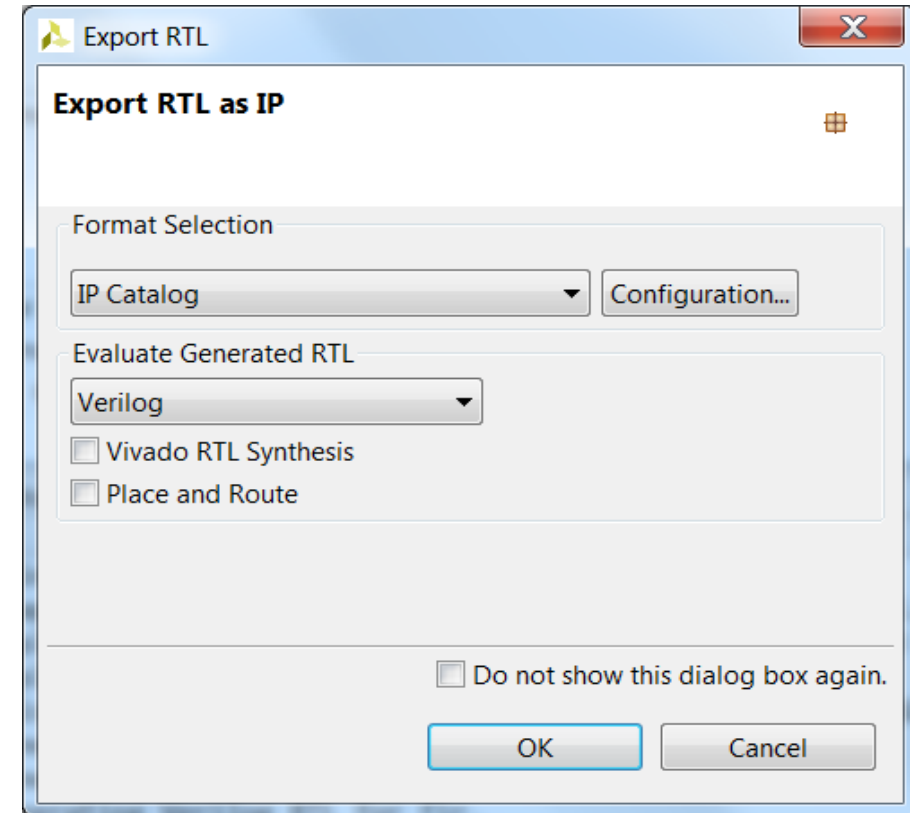 Export RTL
Export RTL as IP
Format Selection
IP Catalog Configuration...
Evaluate Generated RTL
Verilog
Vivado RTL Synthesis
Place and Route
Do not show this dialog box again.
OK Cancel